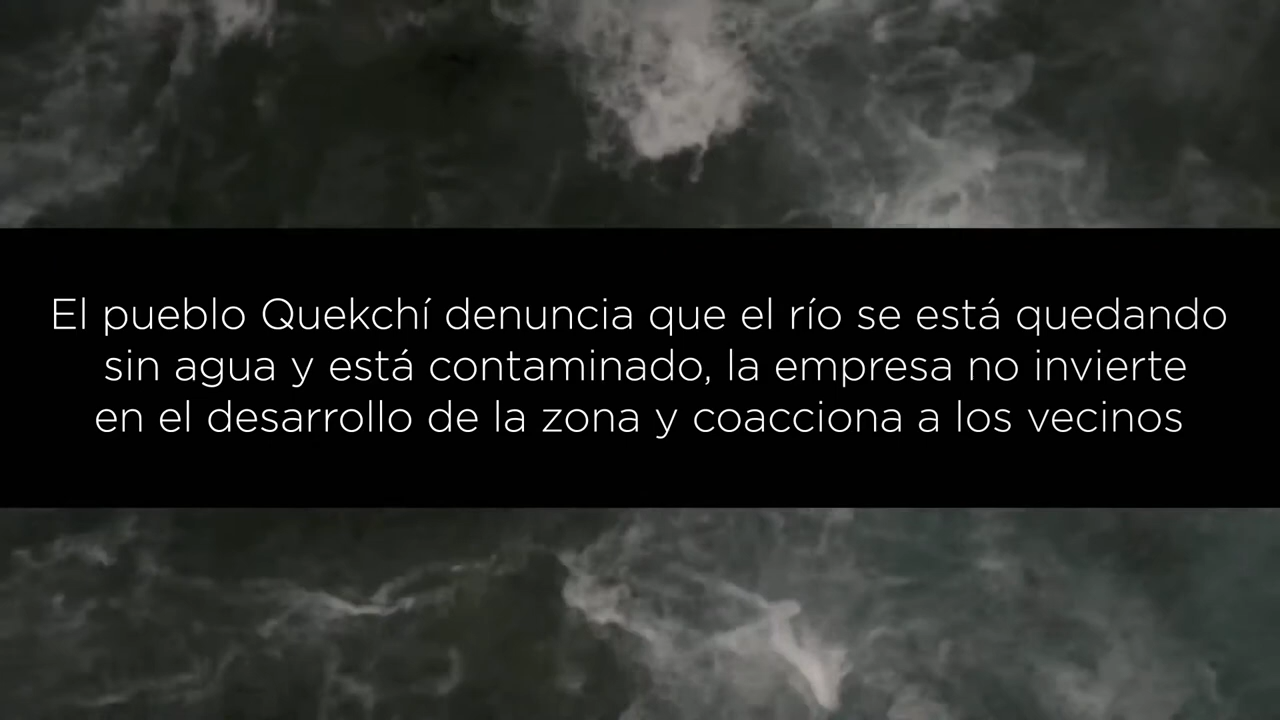 El pueblo Quekchí denuncia que el río se está quedando
sin agua y está contaminado, la empresa no invierte
en el desarrollo de la zona y coacciona a los vecinos